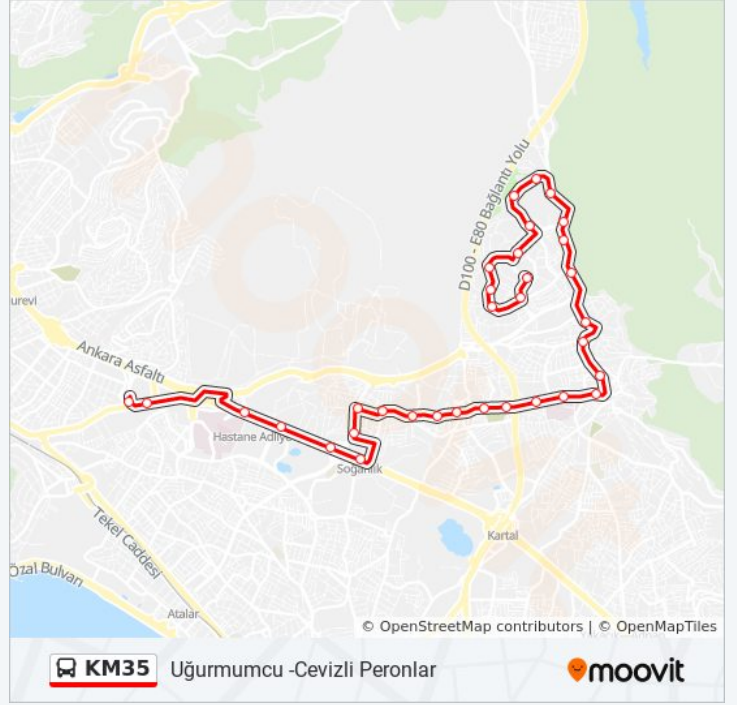 D100 - E80 Bağlantı Yolu
urevi
Ankara Asfaltı
Hastane Adliye
Soğanlık
Tekel Caddesi
Kartal
Özal Bulvarı
Atalar
© OpenStreetMap contributors | © OpenMapTiles
KM35 Uğurmumcu -Cevizli Peronlar
moovit